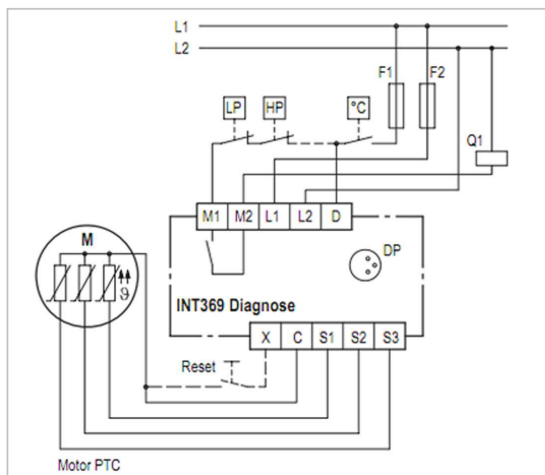 L1
L2
F1 F2
LP HP °C
Q1
M1 M2 L1 L2 D
M
DP
ϑ
INT369 Diagnose
X C S1 S2 S3
Reset
Motor PTC